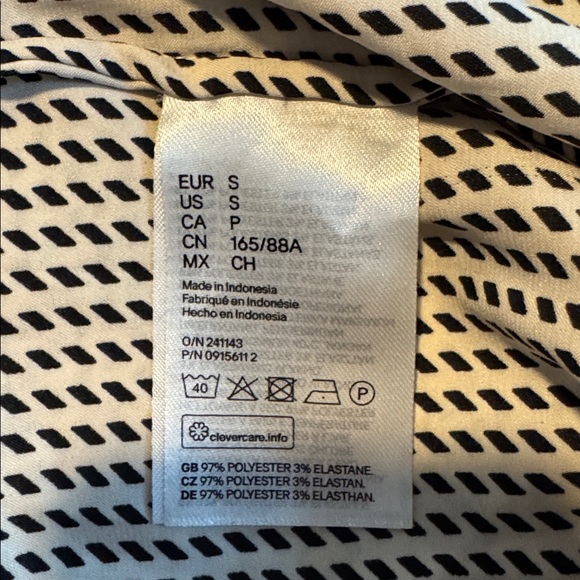 EUR S
US S
CA P
CN 165/88A
MX CH
Made in Indonesia
Fabriqué en Indonésie
Hecho en Indonesia
O/N 241143
P/N 0915611 2
40 P
clevercare.info
GB 97% POLYESTER 3% ELASTANE.
CZ 97% POLYESTER 3% ELASTAN.
DE 97% POLYESTER 3% ELASTHAN.